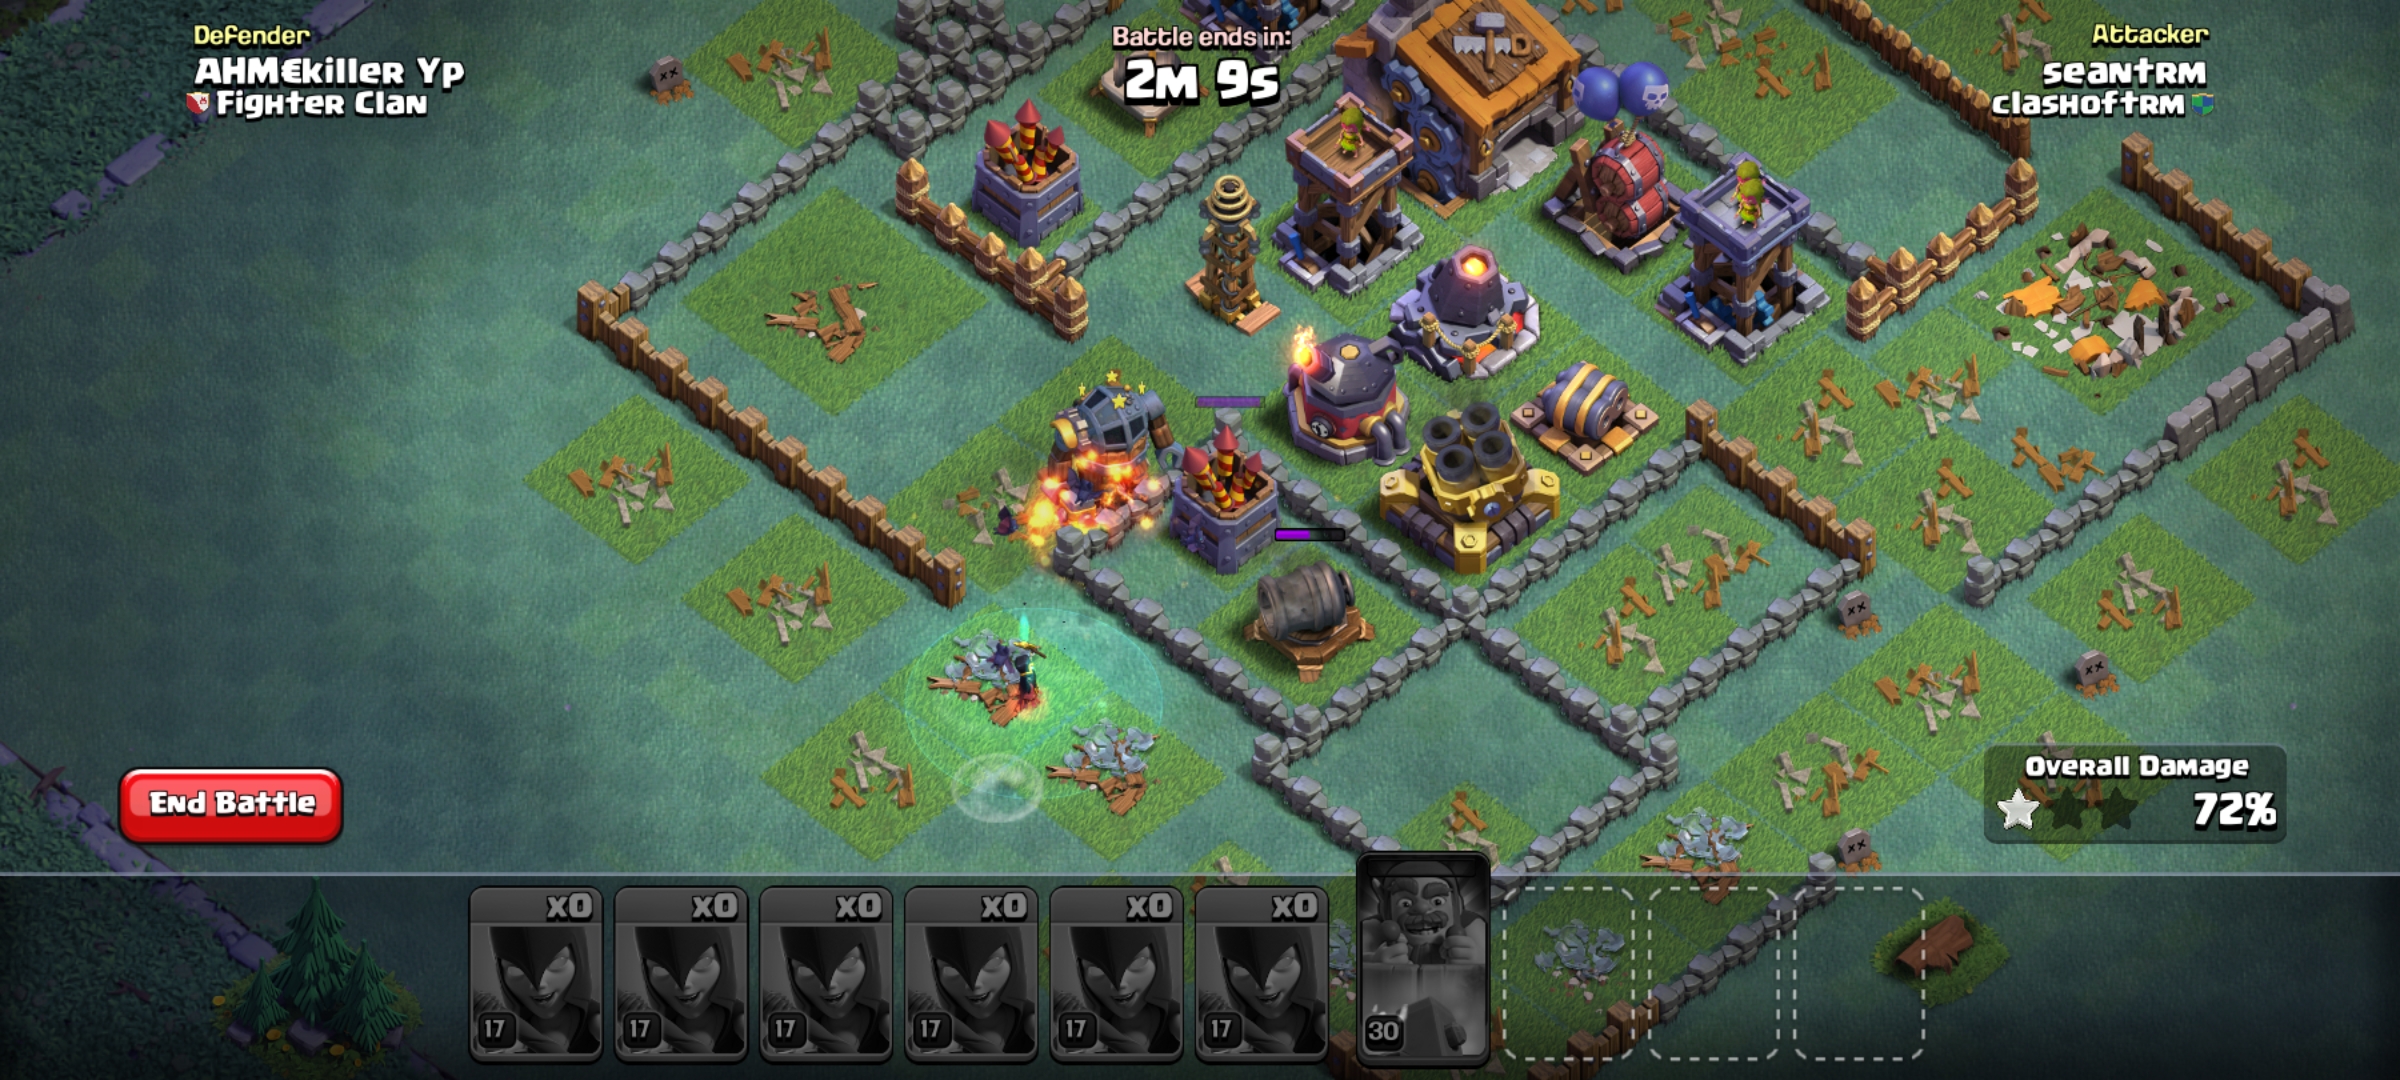 Defender
AHM€killer Yp
Fighter Clan
Battle ends in:
2m 9s
Attacker
seantrm
clashoftrm
End Battle
Overall Damage
72%
x0
x0
x0
x0
x0
x0
17
17
17
17
17
17
30